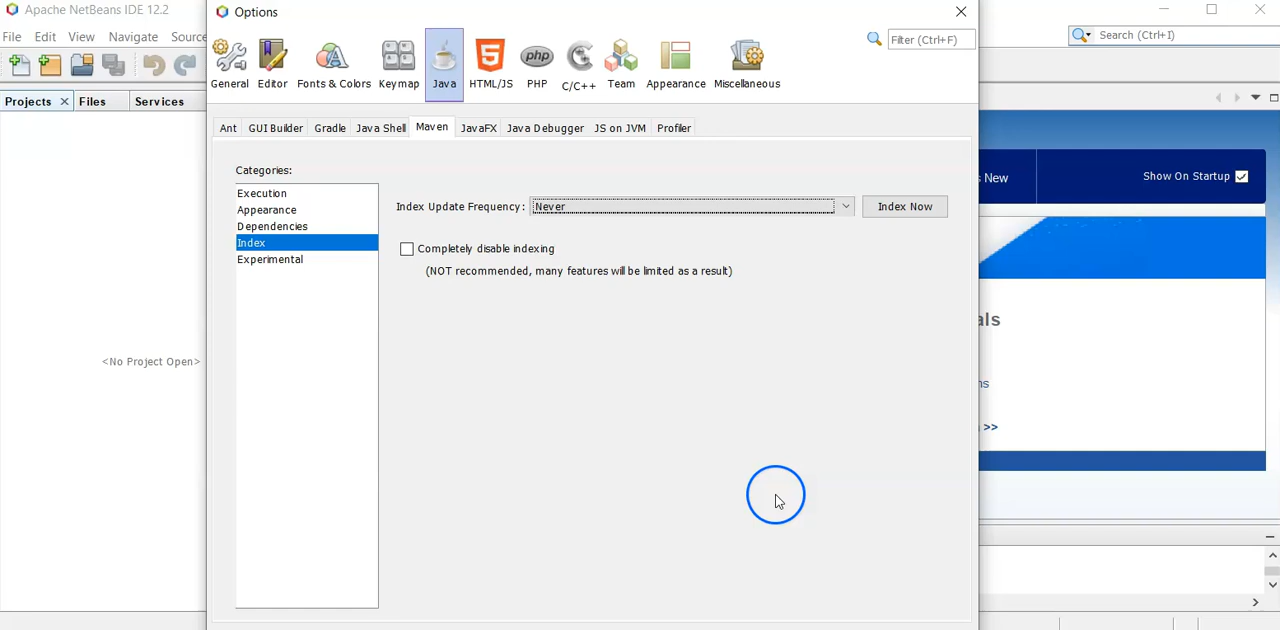 Apache NetBeans IDE 12.2
Options
File Edit View Navigate Source
Filter (Ctrl+F)
Search (Ctrl+I)
General Editor Fonts & Colors Keymap Java HTML/JS PHP C/C++ Team Appearance Miscellaneous
Projects Files Services
Ant GUI Builder Gradle Java Shell Maven JavaFX Java Debugger JS on JVM Profiler
Categories:
Execution
Appearance
Dependencies
Index
Experimental
Index Update Frequency: Never Index Now
Completely disable indexing
(NOT recommended, many features will be limited as a result)
New
Show On Startup
als
ns
>>
<No Project Open>